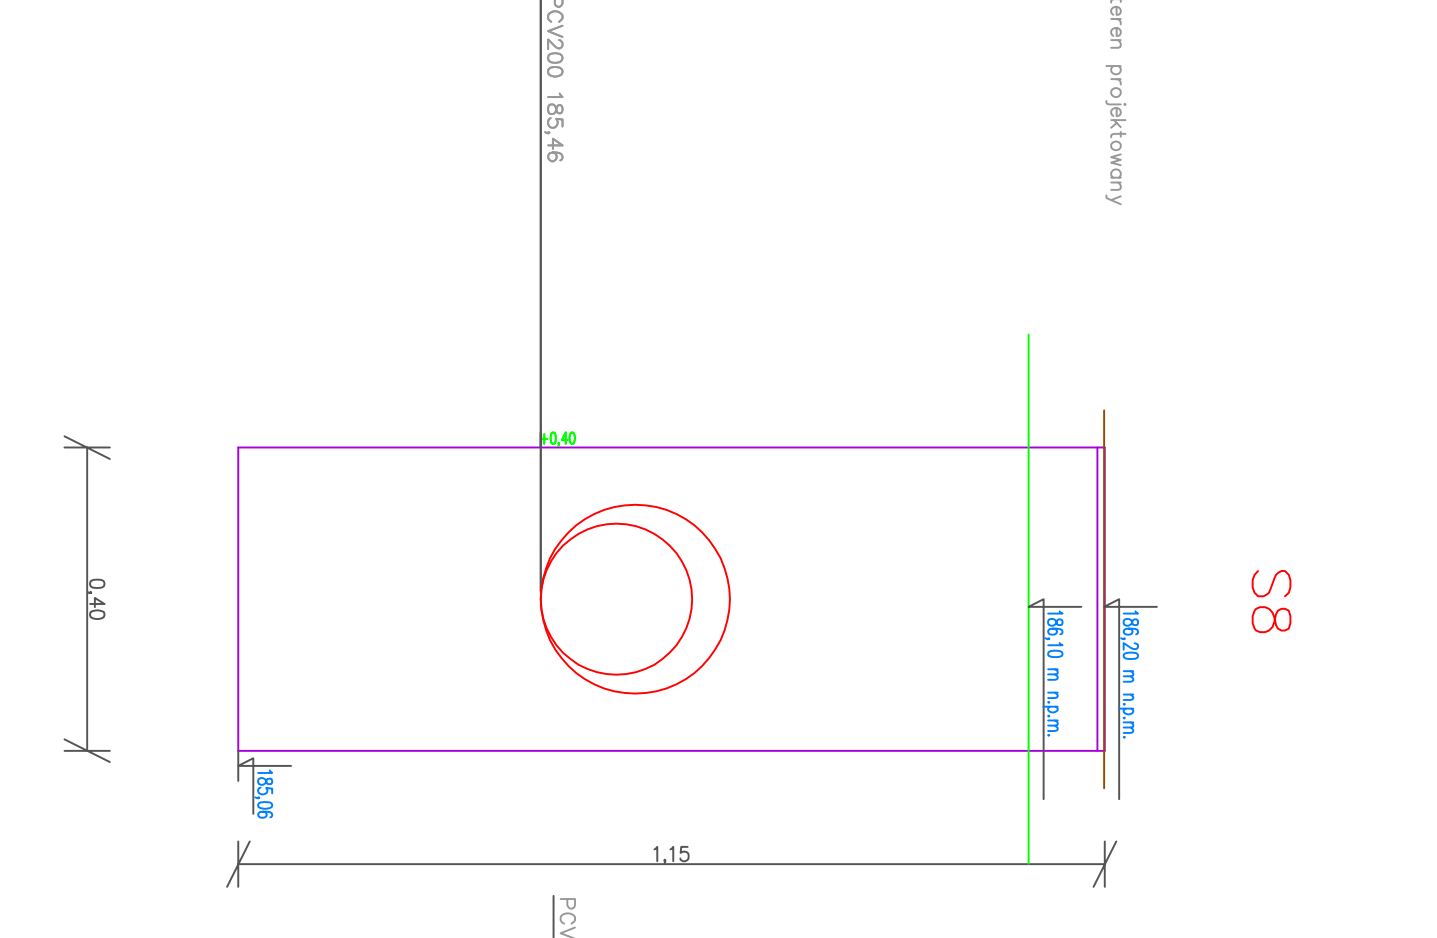 S8
teren projektowany
186,20 m n.p.m.
186,10 m n.p.m.
PCV200 185,46
+0,40
0,40
185,06
1,15
PCV